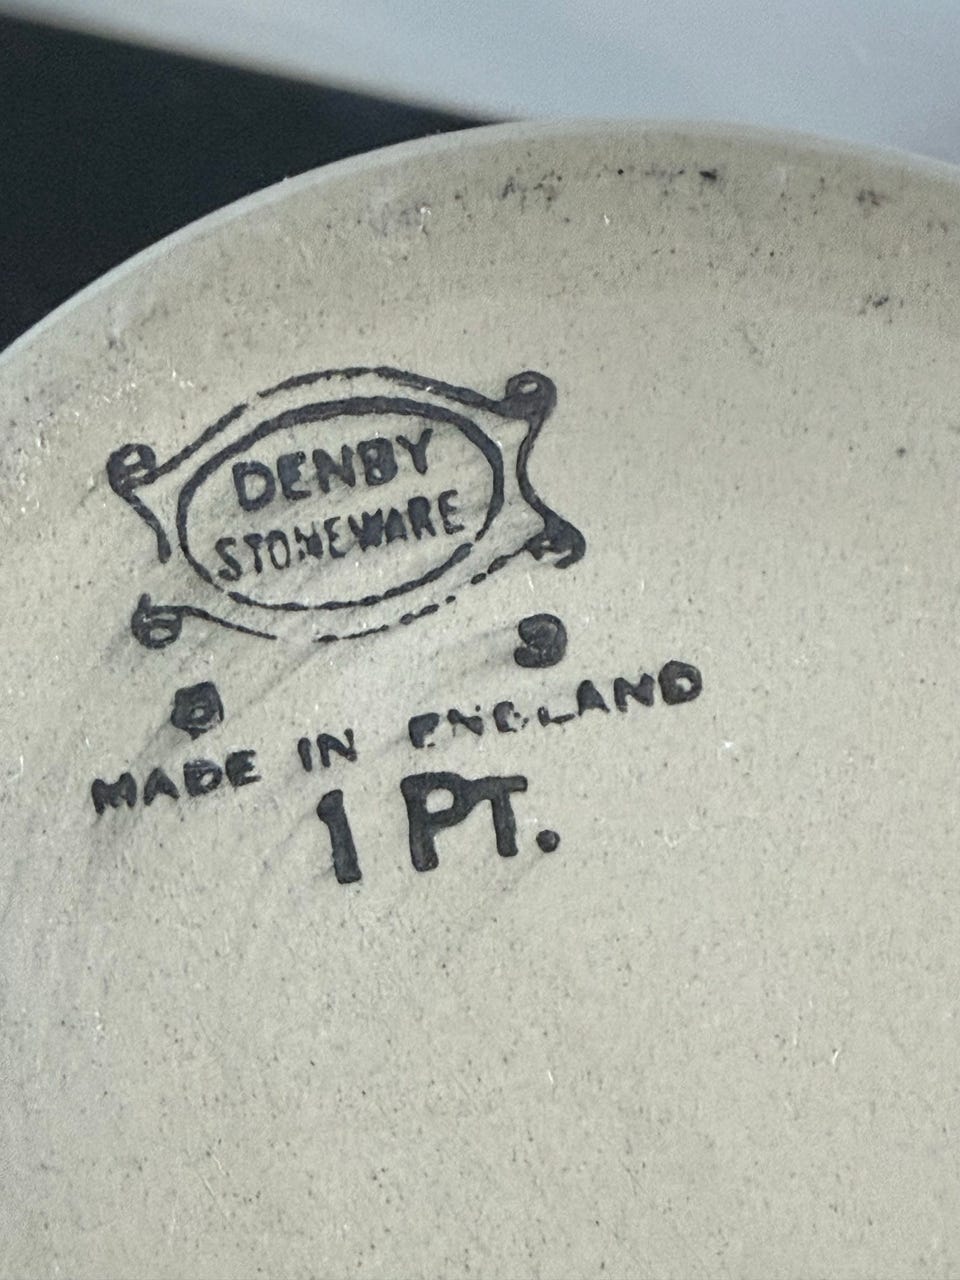 DENBY
STONEWARE
MADE IN ENGLAND
1 PT.